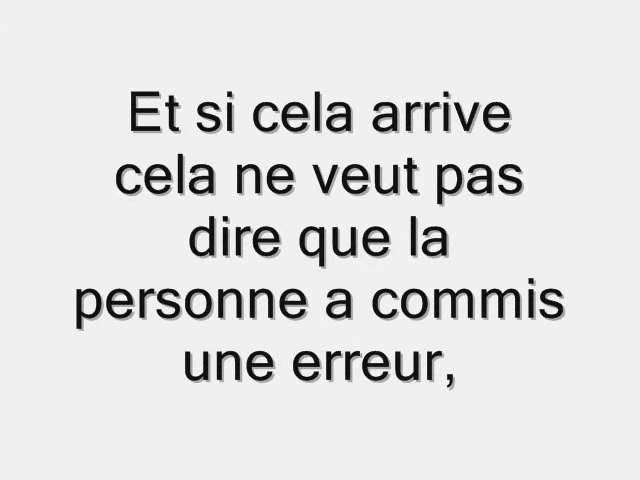 Et si cela arrive
cela ne veut pas
dire que la
personne a commis
une erreur,